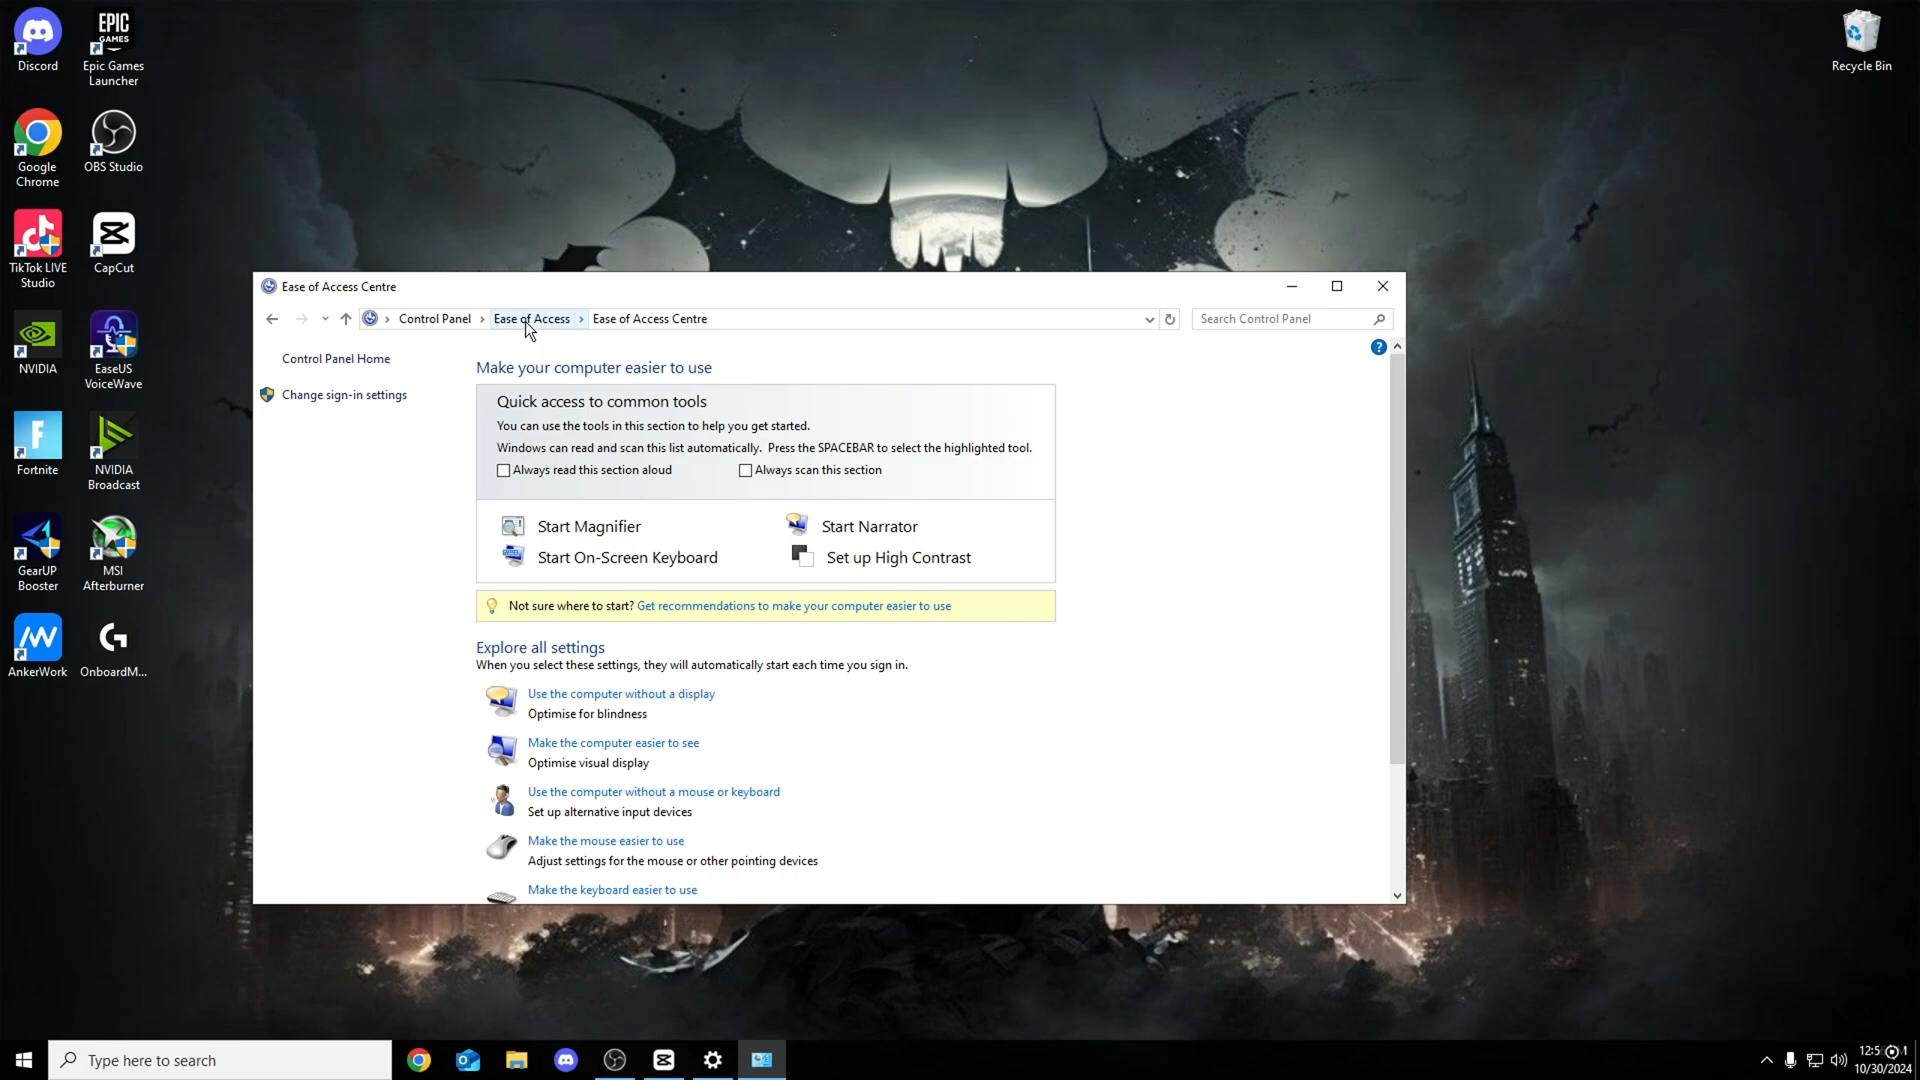 Discord
EPIC
GAMES
Epic Games
Launcher
Recycle Bin
Google
Chrome
OBS Studio
TikTok LIVE
Studio
CapCut
NVIDIA
EaseUS
VoiceWave
Fortnite
NVIDIA
Broadcast
GearUP
Booster
MSI
Afterburner
AnkerWork
OnboardM...
Ease of Access Centre
Control Panel
Ease of Access
Ease of Access Centre
Search Control Panel
Control Panel Home
Change sign-in settings
Make your computer easier to use
Quick access to common tools
You can use the tools in this section to help you get started.
Windows can read and scan this list automatically. Press the SPACEBAR to select the highlighted tool.
Always read this section aloud
Always scan this section
Start Magnifier
Start Narrator
Start On-Screen Keyboard
Set up High Contrast
Not sure where to start? Get recommendations to make your computer easier to use
Explore all settings
When you select these settings, they will automatically start each time you sign in.
Use the computer without a display
Optimise for blindness
Make the computer easier to see
Optimise visual display
Use the computer without a mouse or keyboard
Set up alternative input devices
Make the mouse easier to use
Adjust settings for the mouse or other pointing devices
Make the keyboard easier to use
Type here to search
10/30/2024